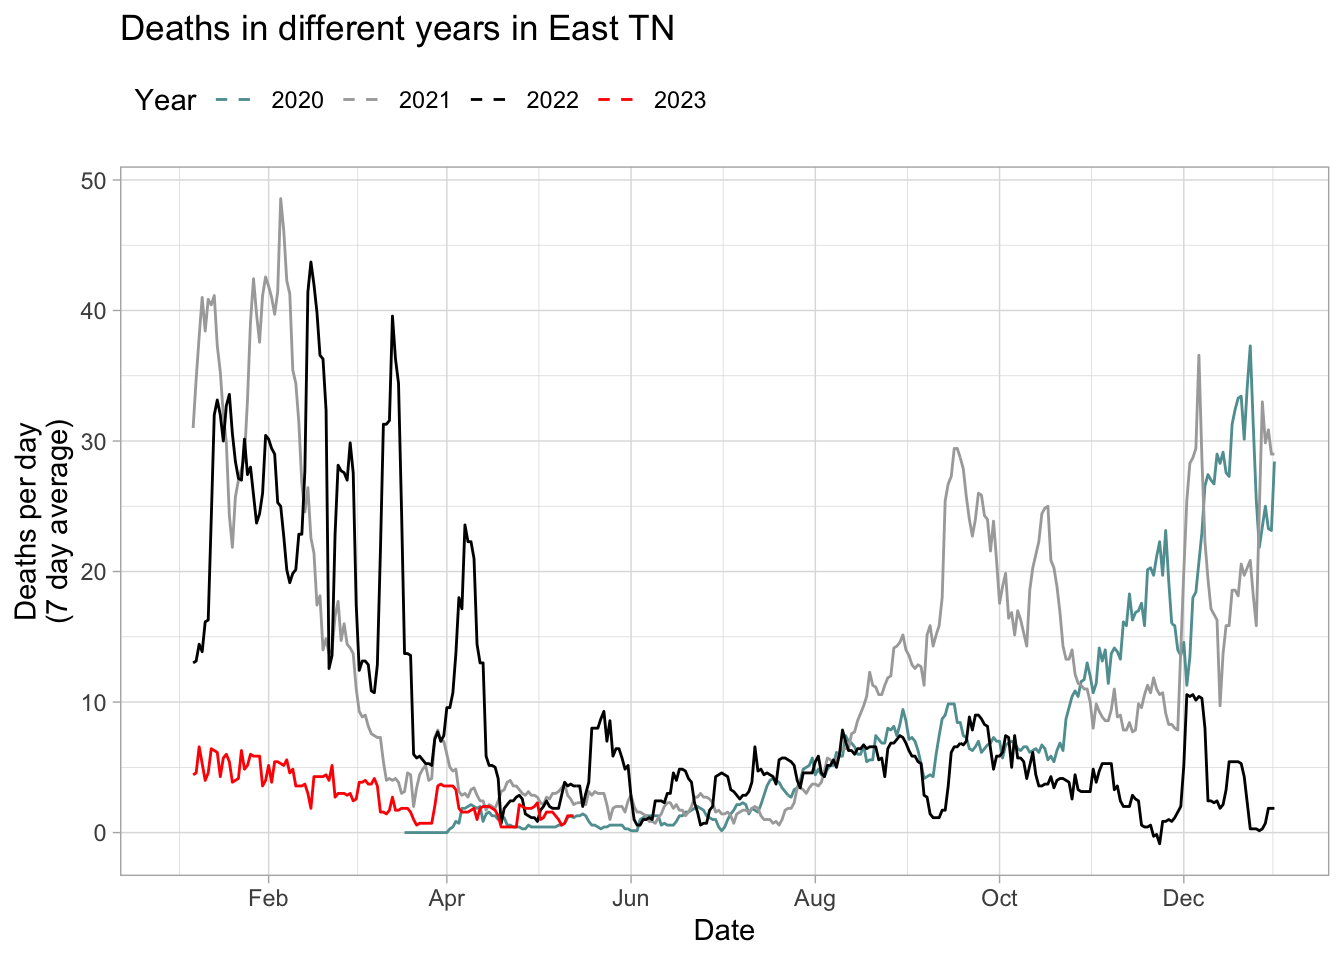 Deaths in different years in East TN
Year 2020 2021 2022 2023
50
40
30
20
10
0
Deaths per day
(7 day average)
Feb Apr Jun Aug Oct Dec
Date